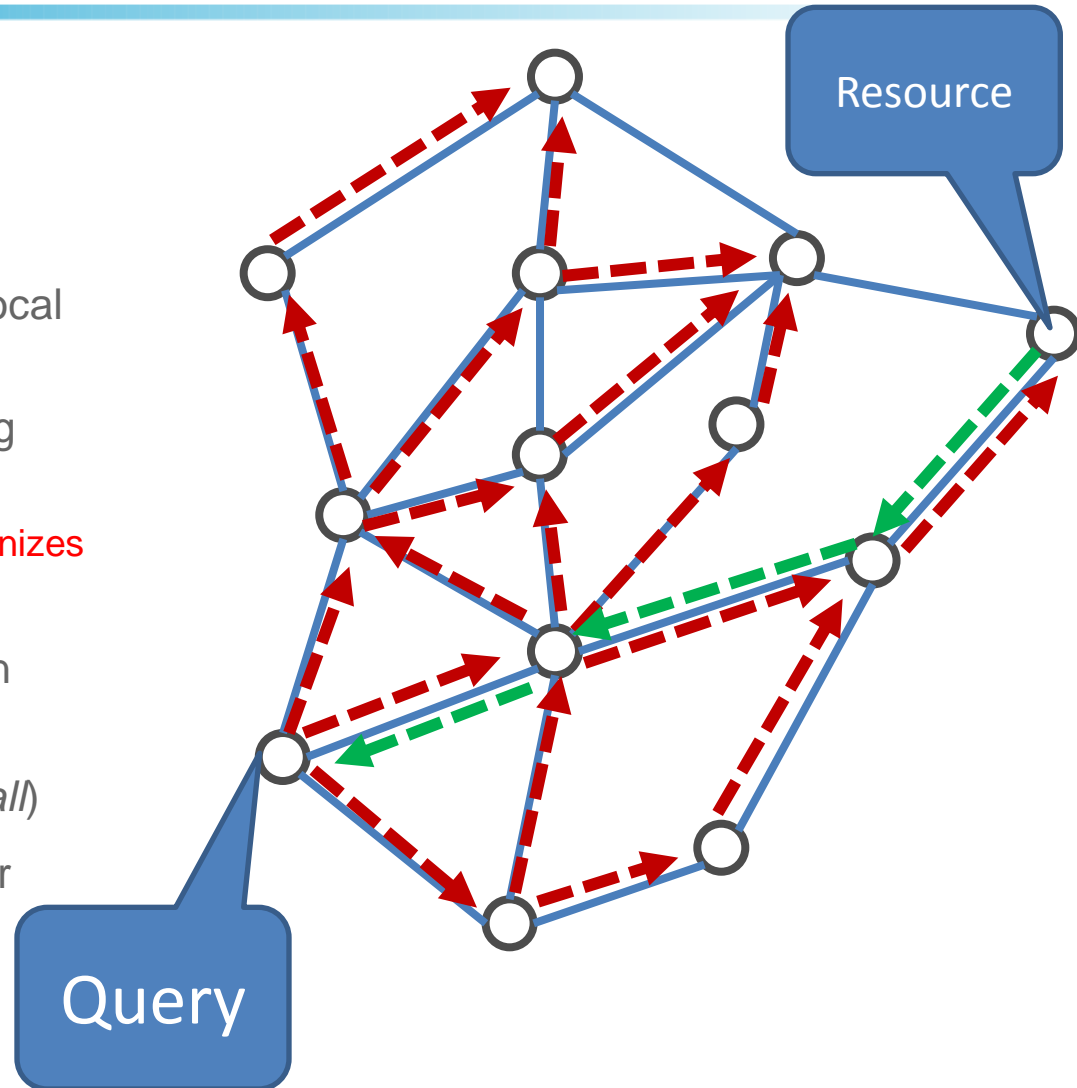 Resource
ocal
g
nizes
n
all)
r
Query